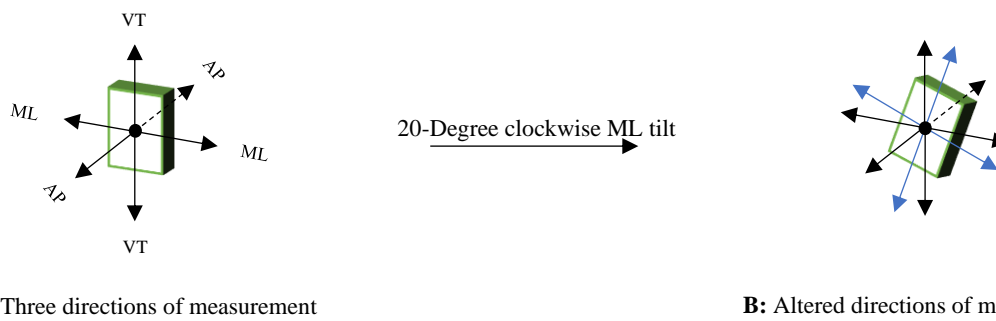 VT
AP
ML
20-Degree clockwise ML tilt
ML
AP
VT
Three directions of measurement
B: Altered directions of m